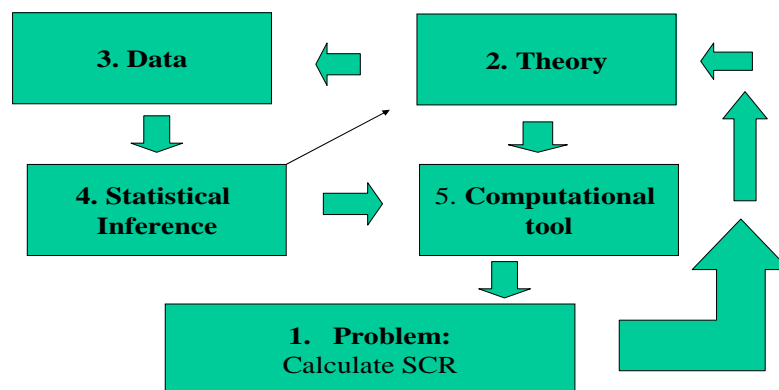 3. Data
2. Theory
4. Statistical
Inference
5. Computational
tool
1. Problem:
Calculate SCR